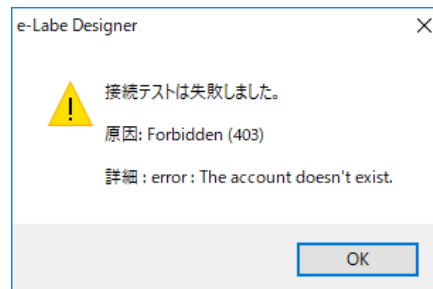 e-Labe Designer
接続テストは失敗しました。
原因: Forbidden (403)
詳細 : error : The account doesn't exist.
OK